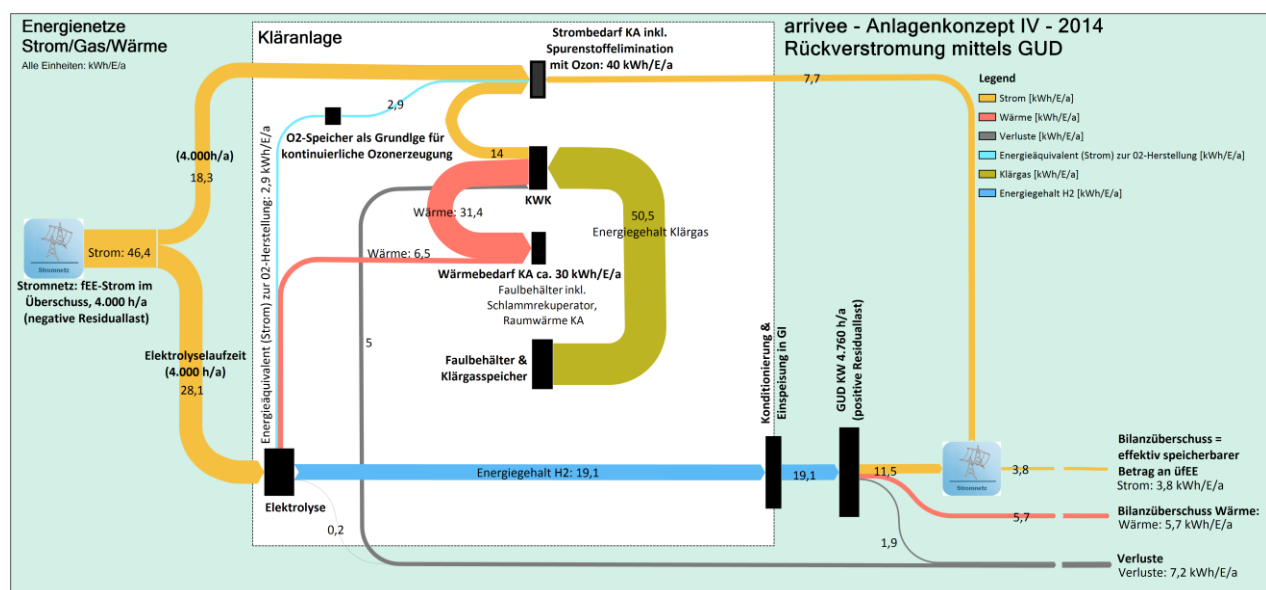 Energienetze
Strom/Gas/Wärme
Alle Einheiten: kWh/E/a
Kläranlage
Strombedarf KA inkl.
Spurenstoffelimination
mit Ozon: 40 kWh/E/a
arrivee - Anlagenkonzept IV - 2014
Rückverstromung mittels GUD
Legend
Strom [kWh/E/a]
Wärme [kWh/E/a]
Verluste [kWh/E/a]
Energieäquivalent (Strom) zur 02-Herstellung [kWh/E/a]
Klärgas [kWh/E/a]
Energiegehalt H2 [kWh/E/a]
7,7
2,9
O2-Speicher als Grundlge für
kontinuierliche Ozonerzeugung
(4.000h/a)
18,3
14
KWK
Wärme: 31,4
50,5
Energiegehalt Klärgas
Strom: 46,4
Stromnetz
Stromnetz: fEE-Strom im
Überschuss, 4.000 h/a
(negative Residuallast)
Wärme: 6,5
Wärmebedarf KA ca. 30 kWh/E/a
Faulbehälter inkl.
Schlammrekuperator,
Raumwärme KA
Energieäquivalent (Strom) zur 02-Herstellung: 2,9 kWh/E/a
5
Elektrolyselaufzeit
(4.000 h/a)
28,1
Faulbehälter &
Klärgasspeicher
Konditionierung &
Einspeisung in GI
GUD KW 4.760 h/a
(positive Residuallast)
Energiegehalt H2: 19,1
19,1
11,5
Stromnetz
3,8
Bilanzüberschuss =
effektiv speicherbarer
Betrag an üfEE
Strom: 3,8 kWh/E/a
Elektrolyse
0,2
5,7
Bilanzüberschuss Wärme:
Wärme: 5,7 kWh/E/a
1,9
Verluste
Verluste: 7,2 kWh/E/a